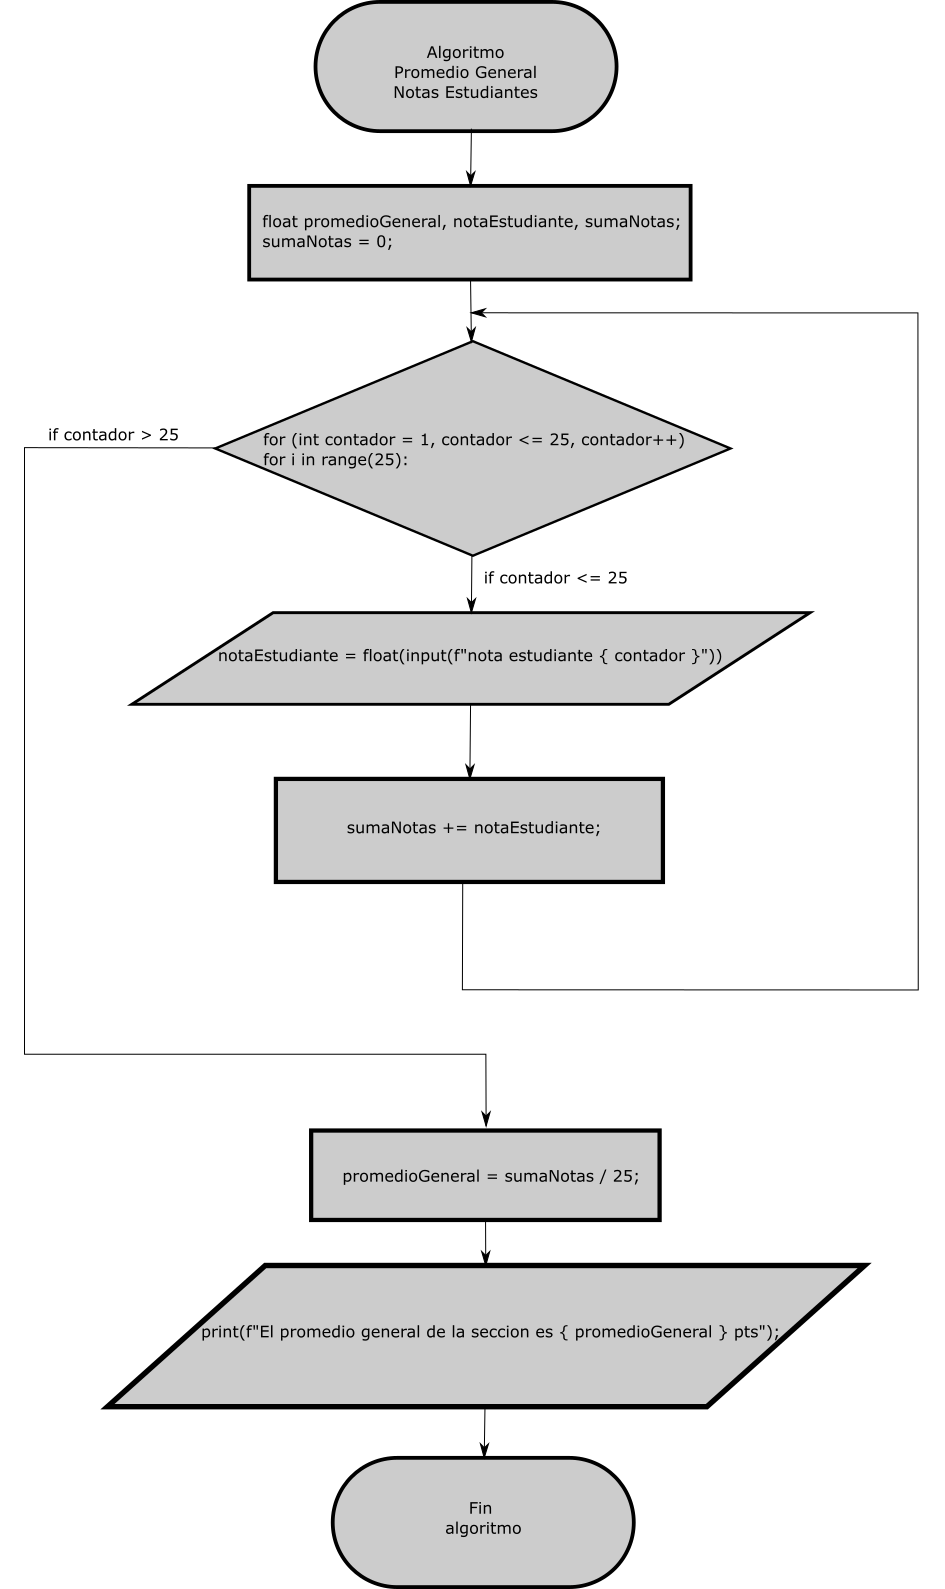 Algoritmo
Promedio General
Notas Estudiantes
float promedioGeneral, notaEstudiante, sumaNotas;
sumaNotas = 0;
if contador > 25
for (int contador = 1, contador <= 25, contador++)
for i in range(25):
if contador <= 25
notaEstudiante = float(input(f"nota estudiante { contador }"))
sumaNotas += notaEstudiante;
promedioGeneral = sumaNotas / 25;
print(f"El promedio general de la seccion es { promedioGeneral } pts");
Fin
algoritmo